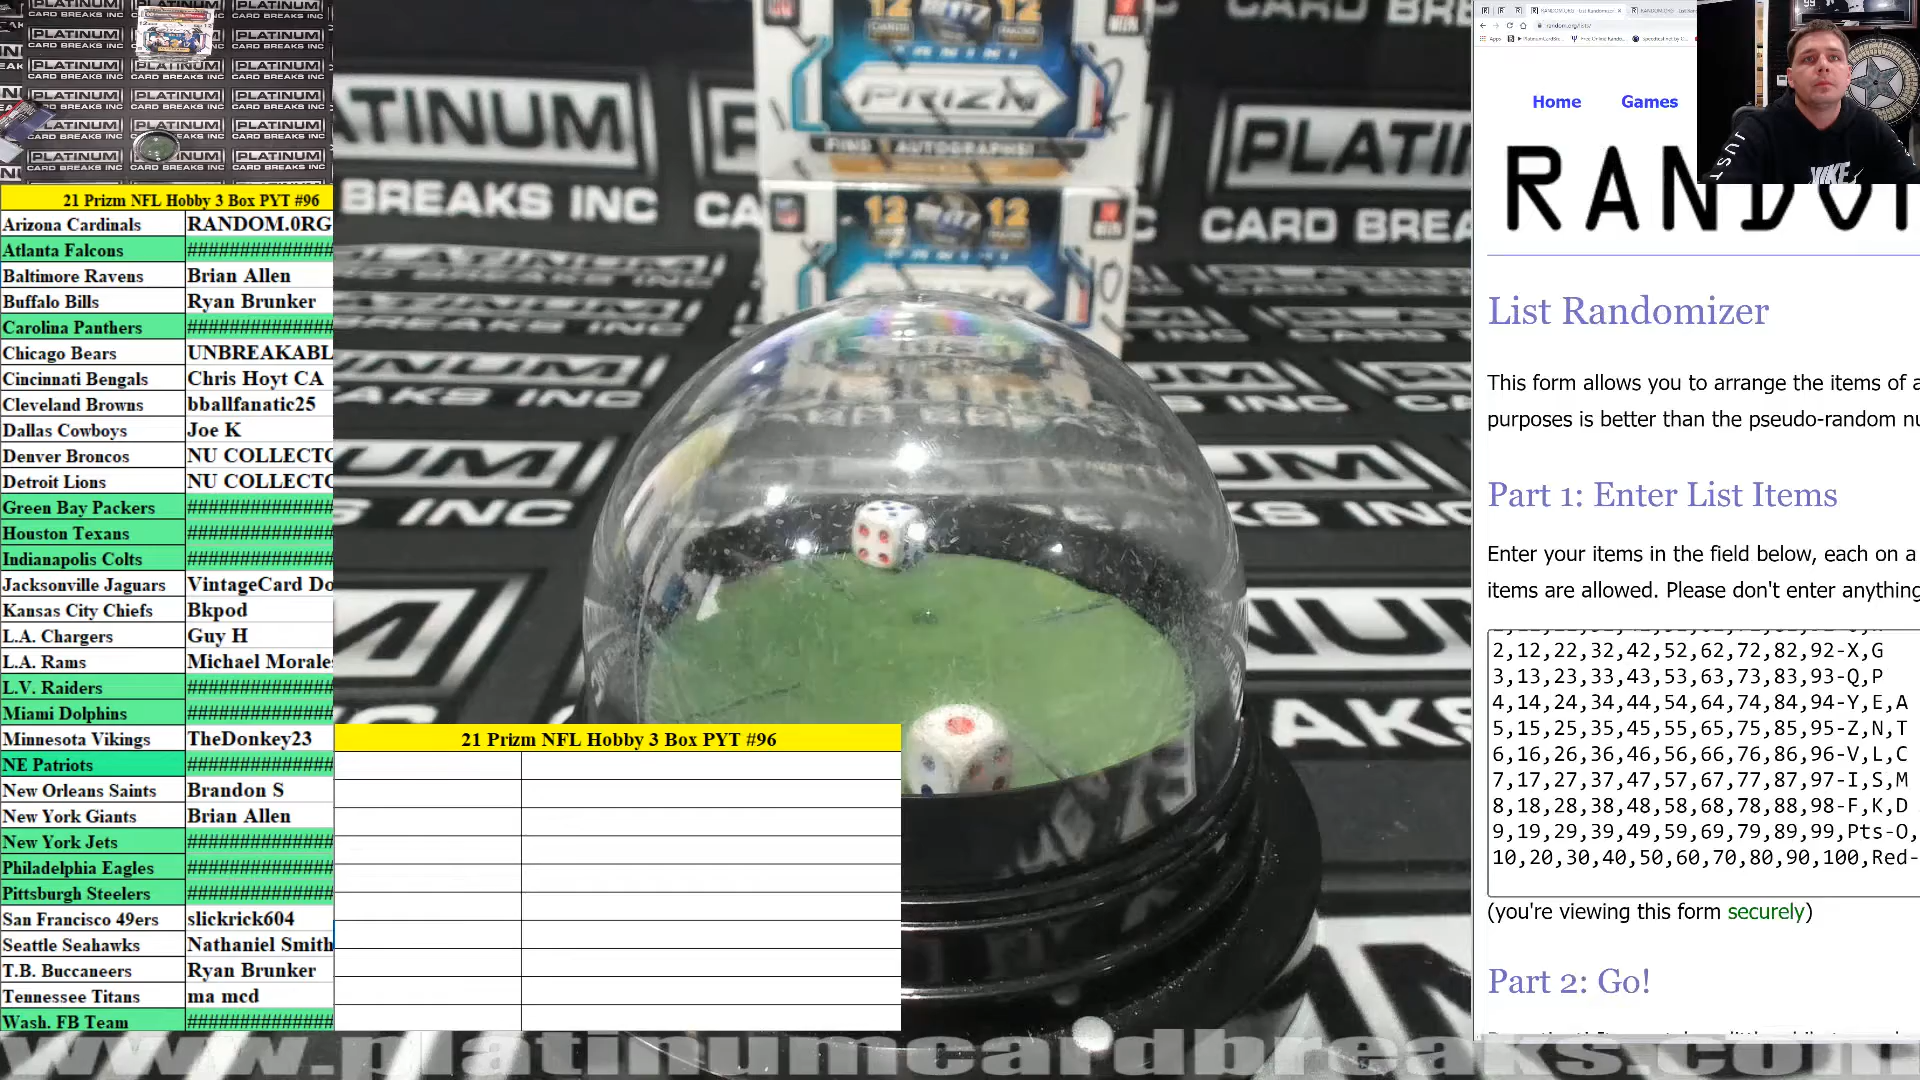 21 Prizm NFL Hobby 3 Box PYT #96
Arizona Cardinals RANDOM.0RG
Atlanta Falcons ################
Baltimore Ravens Brian Allen
Buffalo Bills Ryan Brunker
Carolina Panthers ################
Chicago Bears UNBREAKABL
Cincinnati Bengals Chris Hoyt CA
Cleveland Browns bballfanatic25
Dallas Cowboys Joe K
Denver Broncos NU COLLECTO
Detroit Lions NU COLLECTO
Green Bay Packers ################
Houston Texans ################
Indianapolis Colts ################
Jacksonville Jaguars VintageCard Do
Kansas City Chiefs Bkpod
L.A. Chargers Guy H
L.A. Rams Michael Morale
L.V. Raiders ################
Miami Dolphins ################
Minnesota Vikings TheDonkey23
NE Patriots ################
New Orleans Saints Brandon S
New York Giants Brian Allen
New York Jets ################
Philadelphia Eagles ################
Pittsburgh Steelers ################
San Francisco 49ers slickrick604
Seattle Seahawks Nathaniel Smith
T.B. Buccaneers Ryan Brunker
Tennessee Titans ma mcd
Wash. FB Team ################
PLATINUM
CARD BREAKS INC
12 12
PANINI
PRIZM
FIND AUTOGRAPHS!
12 12
21 Prizm NFL Hobby 3 Box PYT #96
www.platinumcardbreaks.com
Home Games
RANDOM
JUST
NIKE
List Randomizer
This form allows you to arrange the items of a
purposes is better than the pseudo-random nu
Part 1: Enter List Items
Enter your items in the field below, each on a
items are allowed. Please don't enter anything
2,12,22,32,42,52,62,72,82,92-X,G
3,13,23,33,43,53,63,73,83,93-Q,P
4,14,24,34,44,54,64,74,84,94-Y,E,A
5,15,25,35,45,55,65,75,85,95-Z,N,T
6,16,26,36,46,56,66,76,86,96-V,L,C
7,17,27,37,47,57,67,77,87,97-I,S,M
8,18,28,38,48,58,68,78,88,98-F,K,D
9,19,29,39,49,59,69,79,89,99,Pts-O,
10,20,30,40,50,60,70,80,90,100,Red-
(you're viewing this form securely)
Part 2: Go!